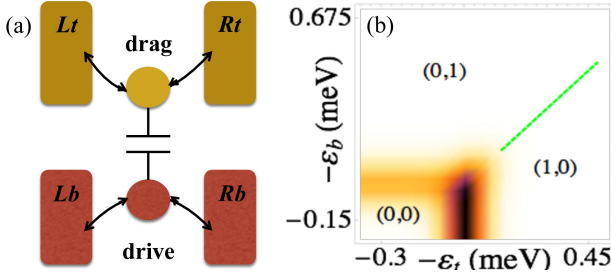 (a)
Lt
Rt
drag
Lb
Rb
drive
(b)
0.675
-ε_b (meV)
-0.15
(0,1)
(1,0)
(0,0)
-0.3
-ε_t (meV)
0.45